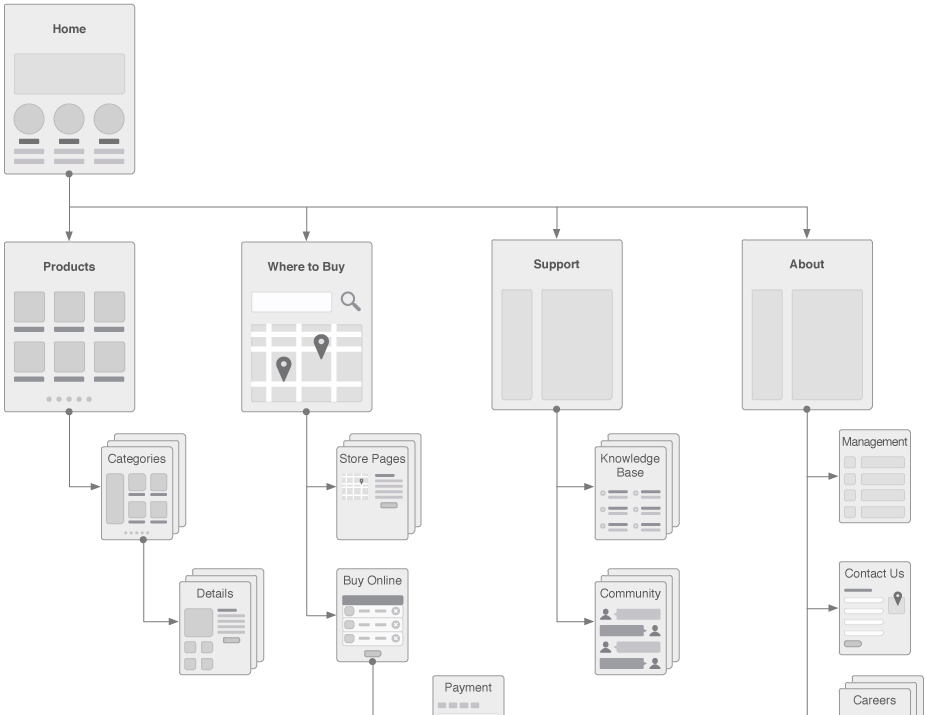 Home
Products
Where to Buy
Support
About
Categories
Store Pages
Knowledge
Base
Management
Details
Buy Online
Community
Contact Us
Payment
Careers